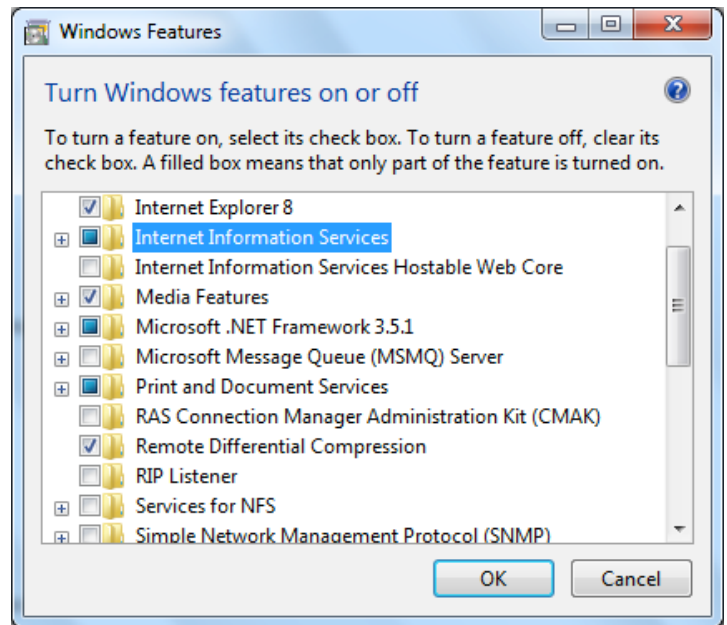 Windows Features
Turn Windows features on or off
To turn a feature on, select its check box. To turn a feature off, clear its
check box. A filled box means that only part of the feature is turned on.
Internet Explorer 8
Internet Information Services
Internet Information Services Hostable Web Core
Media Features
Microsoft .NET Framework 3.5.1
Microsoft Message Queue (MSMQ) Server
Print and Document Services
RAS Connection Manager Administration Kit (CMAK)
Remote Differential Compression
RIP Listener
Services for NFS
Simple Network Management Protocol (SNMP)
OK Cancel